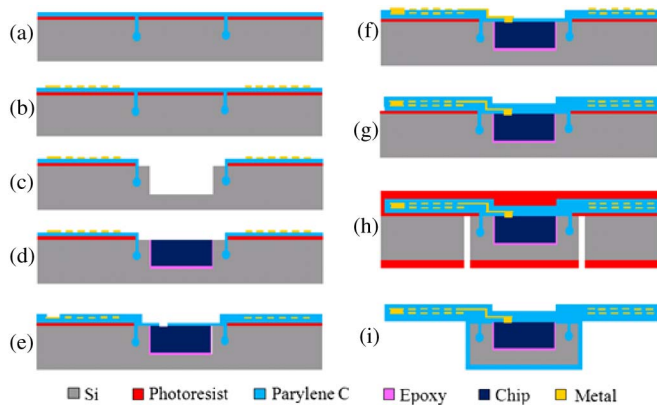 (a)
(b)
(c)
(d)
(e)
(f)
(g)
(h)
(i)
Si Photoresist Parylene C Epoxy Chip Metal